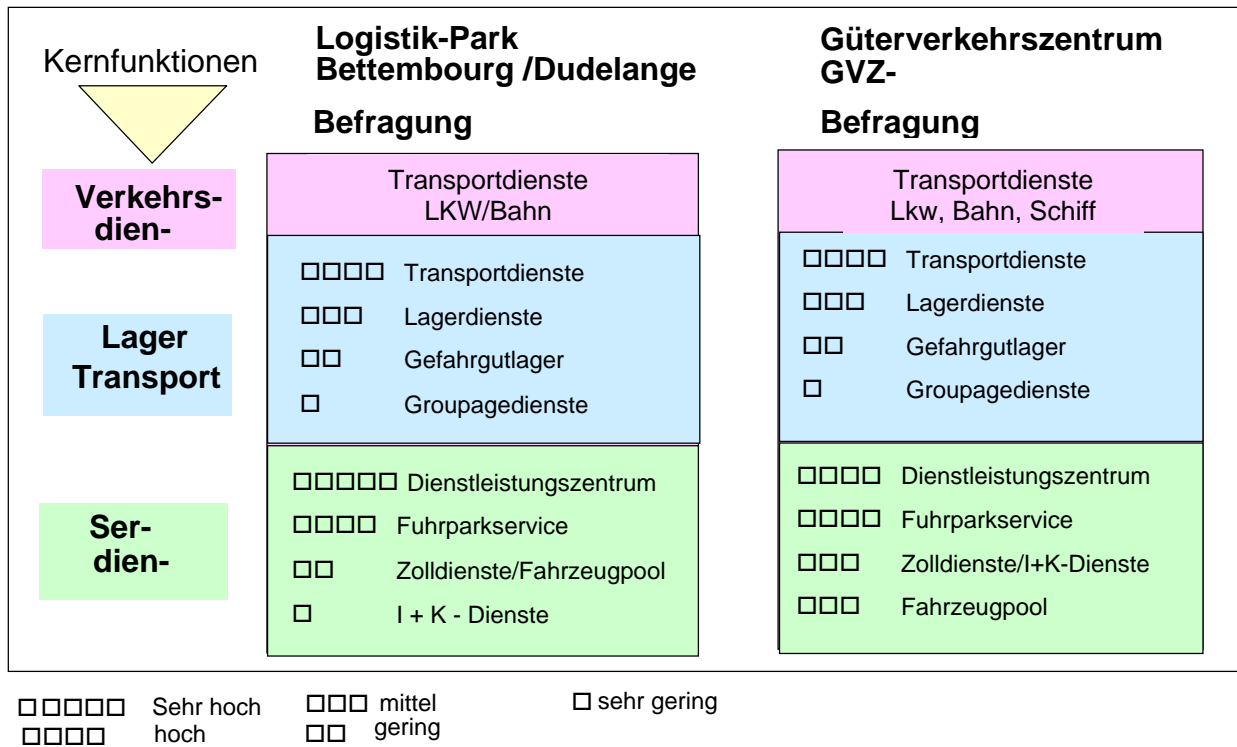 Kernfunktionen
Logistik-Park
Bettembourg /Dudelange
Befragung
Güterverkehrszentrum
GVZ-
Befragung
Verkehrs-
dien-
Transportdienste
LKW/Bahn
Transportdienste
Lkw, Bahn, Schiff
Lager
Transport
□□□□ Transportdienste
□□□ Lagerdienste
□□ Gefahrgutlager
□ Groupagedienste
□□□□ Transportdienste
□□□ Lagerdienste
□□ Gefahrgutlager
□ Groupagedienste
Ser-
dien-
□□□□□ Dienstleistungszentrum
□□□□ Fuhrparkservice
□□ Zolldienste/Fahrzeugpool
□ I + K - Dienste
□□□□ Dienstleistungszentrum
□□□□ Fuhrparkservice
□□□ Zolldienste/I+K-Dienste
□□□ Fahrzeugpool
□□□□□ Sehr hoch
□□□□ hoch
□□□ mittel
□□ gering
□ sehr gering